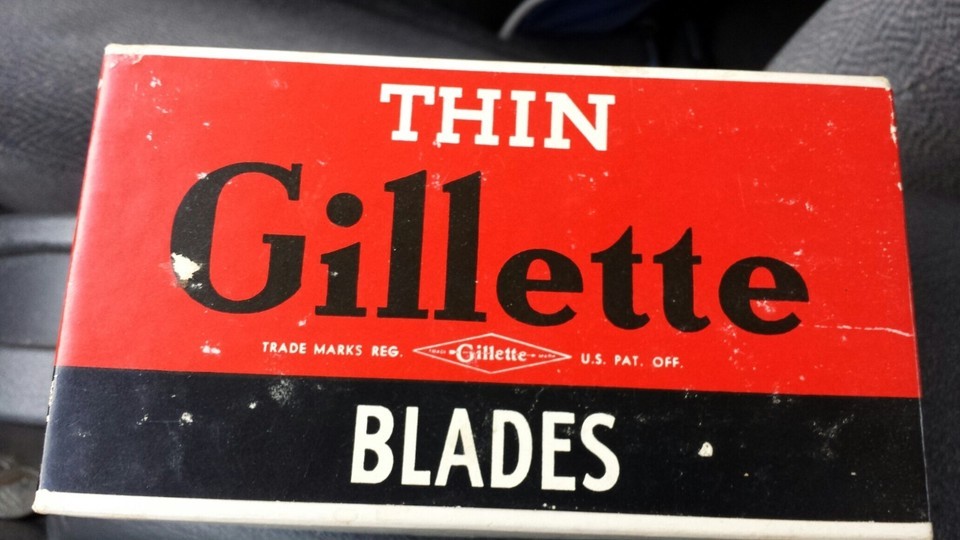 THIN
Gillette
TRADE MARKS REG. Gillette U.S. PAT. OFF.
BLADES